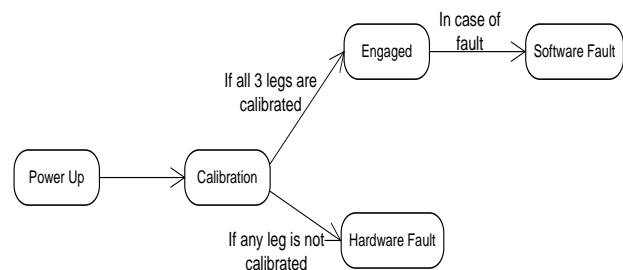 In case of
fault
Engaged
Software Fault
If all 3 legs are
calibrated
Power Up
Calibration
If any leg is not
calibrated
Hardware Fault